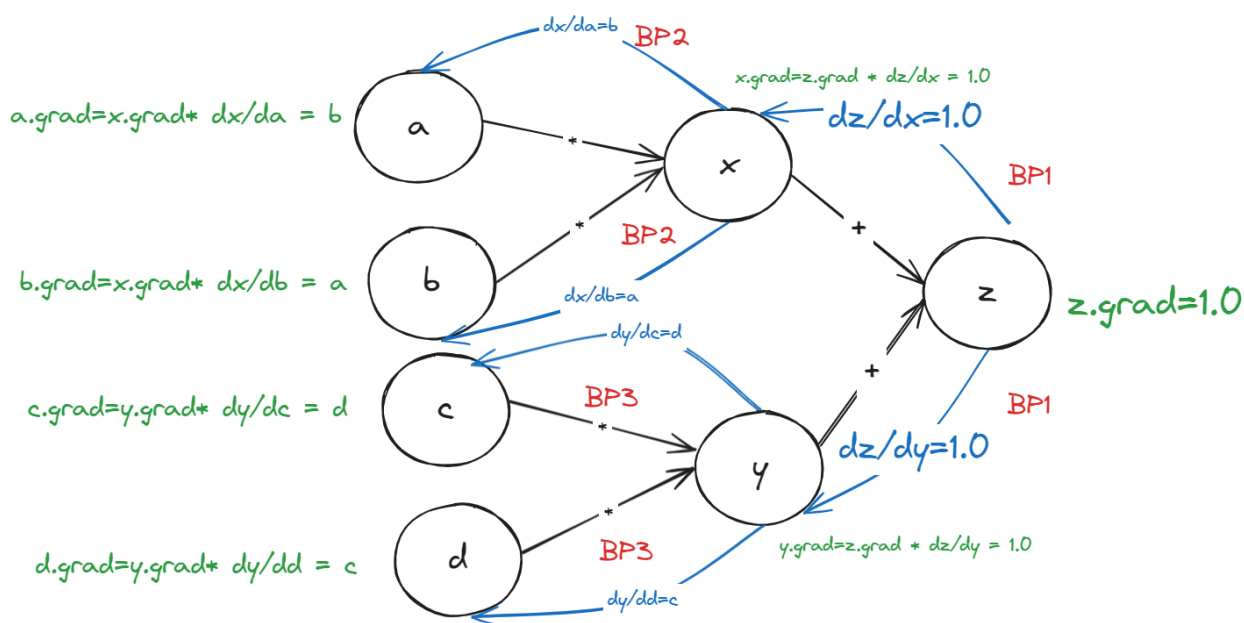 dx/da=b
BP2
x.grad=z.grad * dz/dx = 1.0
a.grad=x.grad* dx/da = b
a
*
x
dz/dx=1.0
BP1
*
BP2
+
b.grad=x.grad* dx/db = a
b
dx/db=a
z
z.grad=1.0
dy/dc=d
+
c.grad=y.grad* dy/dc = d
c
BP3
*
BP1
dz/dy=1.0
y
*
BP3
y.grad=z.grad * dz/dy = 1.0
d.grad=y.grad* dy/dd = c
d
dy/dd=c